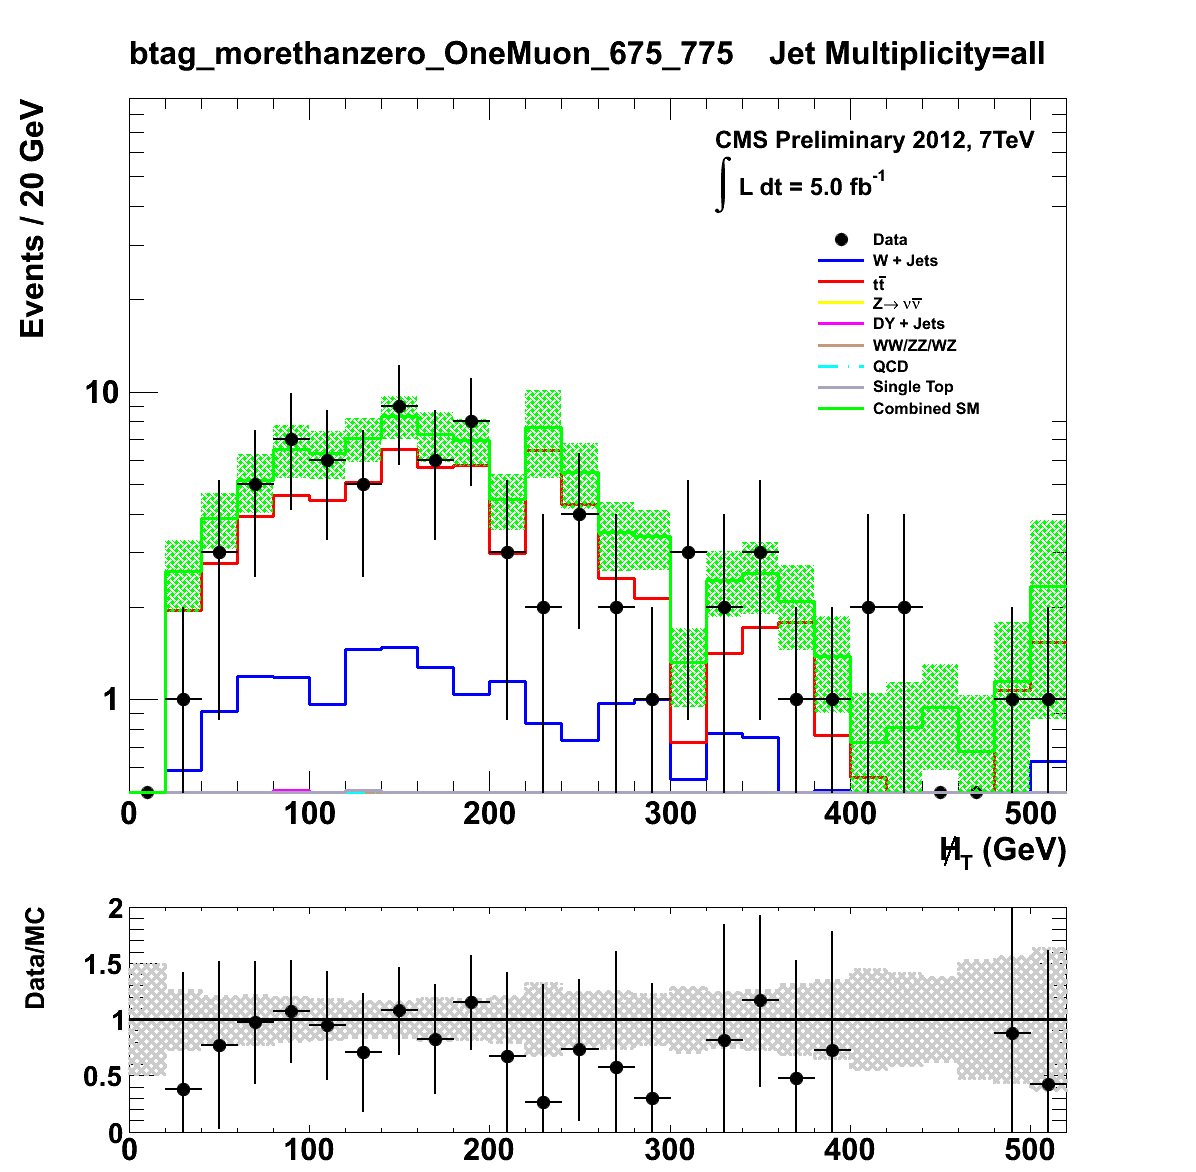 btag_morethanzero_OneMuon_675_775 Jet Multiplicity=all
Events / 20 GeV
CMS Preliminary 2012, 7TeV
∫ L dt = 5.0 fb⁻¹
Data
W + Jets
tt̅
Z→ νν̅
DY + Jets
WW/ZZ/WZ
QCD
Single Top
Combined SM
10
1
0 100 200 300 400 500
H̸_T (GeV)
Data/MC
2
1.5
1
0.5
0
0 100 200 300 400 500